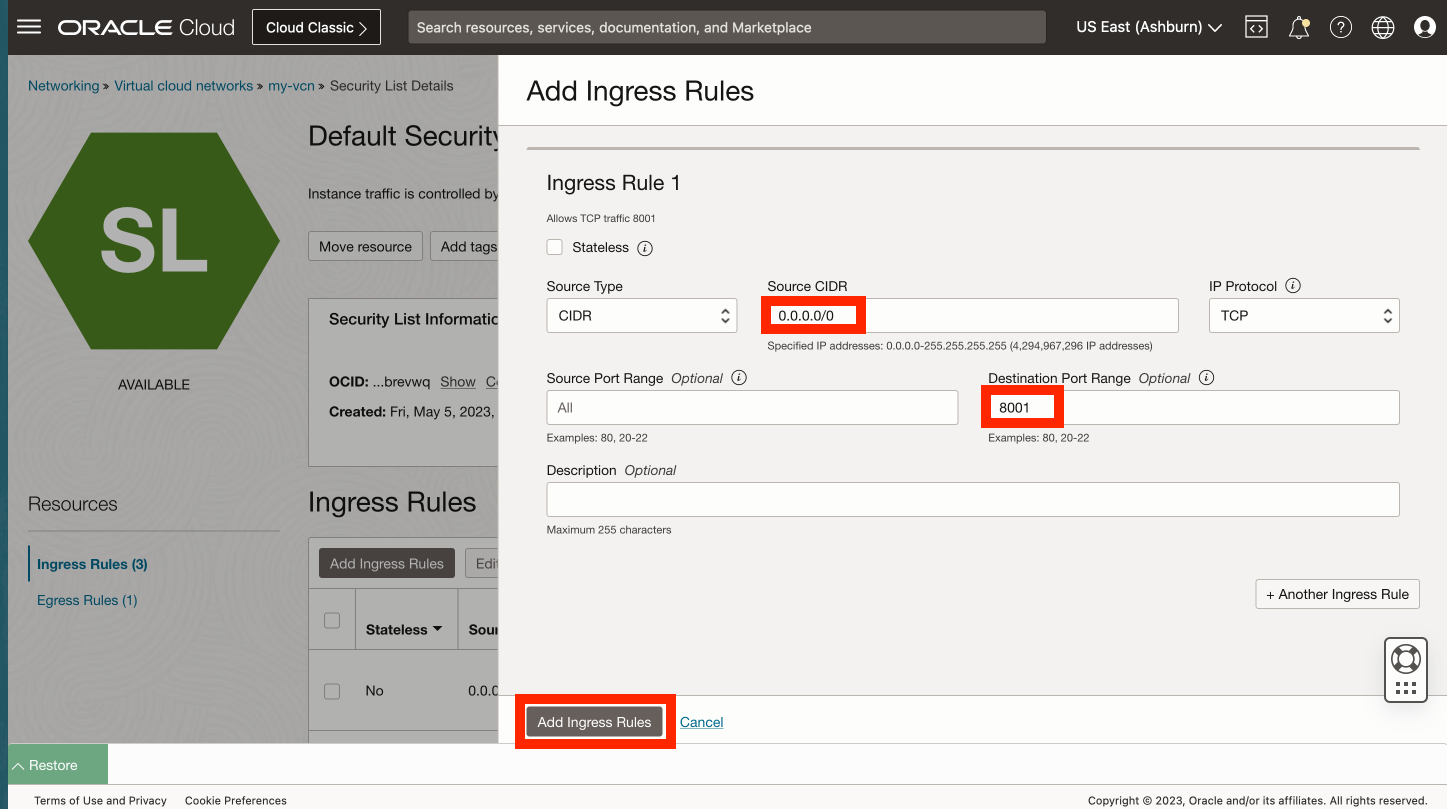 ORACLE Cloud
Cloud Classic
Search resources, services, documentation, and Marketplace
US East (Ashburn)
Networking » Virtual cloud networks » my-vcn » Security List Details
SL
AVAILABLE
Default Security
Instance traffic is controlled by
Move resource
Add tags
Security List Informatio
OCID: ...brevwq Show
Created: Fri, May 5, 2023,
Resources
Ingress Rules (3)
Egress Rules (1)
Ingress Rules
Add Ingress Rules
Edit
Stateless
Sour
No
0.0.0
Add Ingress Rules
Ingress Rule 1
Allows TCP traffic 8001
Stateless
Source Type
Source CIDR
IP Protocol
CIDR
0.0.0.0/0
TCP
Specified IP addresses: 0.0.0.0-255.255.255.255 (4,294,967,296 IP addresses)
Source Port Range Optional
Destination Port Range Optional
All
8001
Examples: 80, 20-22
Examples: 80, 20-22
Description Optional
Maximum 255 characters
+ Another Ingress Rule
Add Ingress Rules
Cancel
Restore
Terms of Use and Privacy
Cookie Preferences
Copyright © 2023, Oracle and/or its affiliates. All rights reserved.